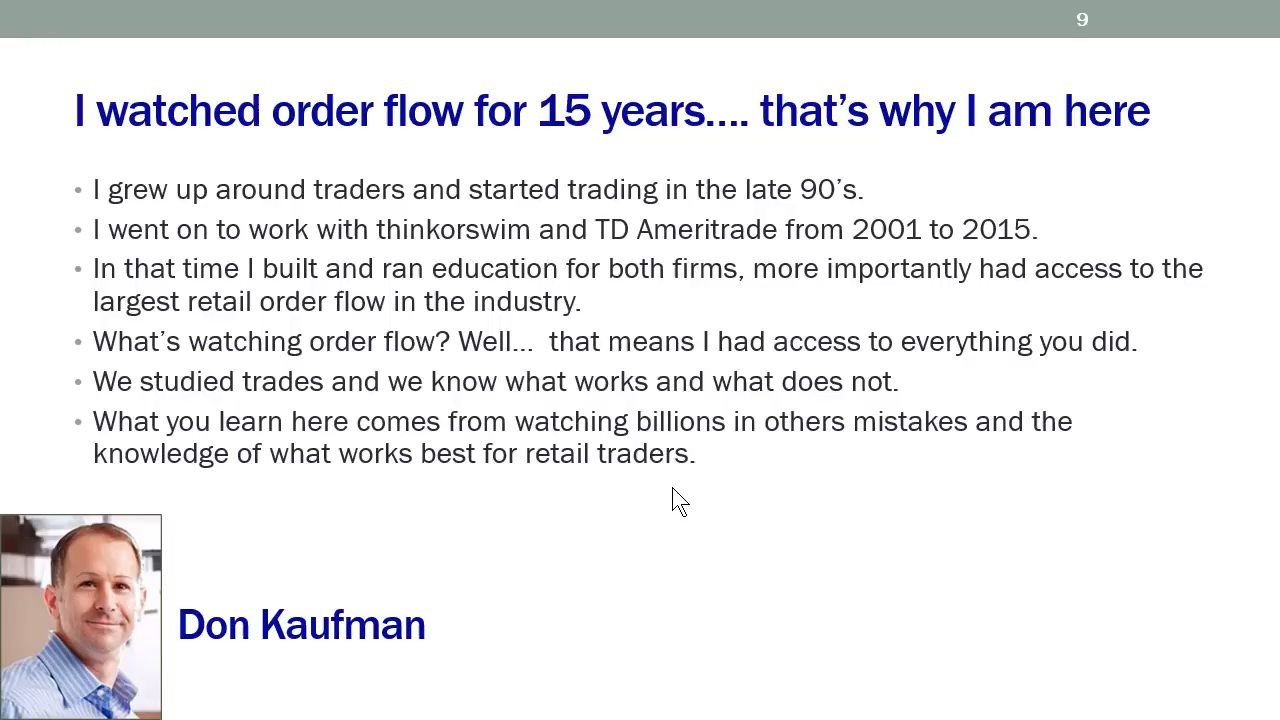 9
I watched order flow for 15 years.... that's why I am here
• I grew up around traders and started trading in the late 90's.
• I went on to work with thinkorswim and TD Ameritrade from 2001 to 2015.
• In that time I built and ran education for both firms, more importantly had access to the
largest retail order flow in the industry.
• What's watching order flow? Well...  that means I had access to everything you did.
• We studied trades and we know what works and what does not.
• What you learn here comes from watching billions in others mistakes and the
knowledge of what works best for retail traders.
Don Kaufman